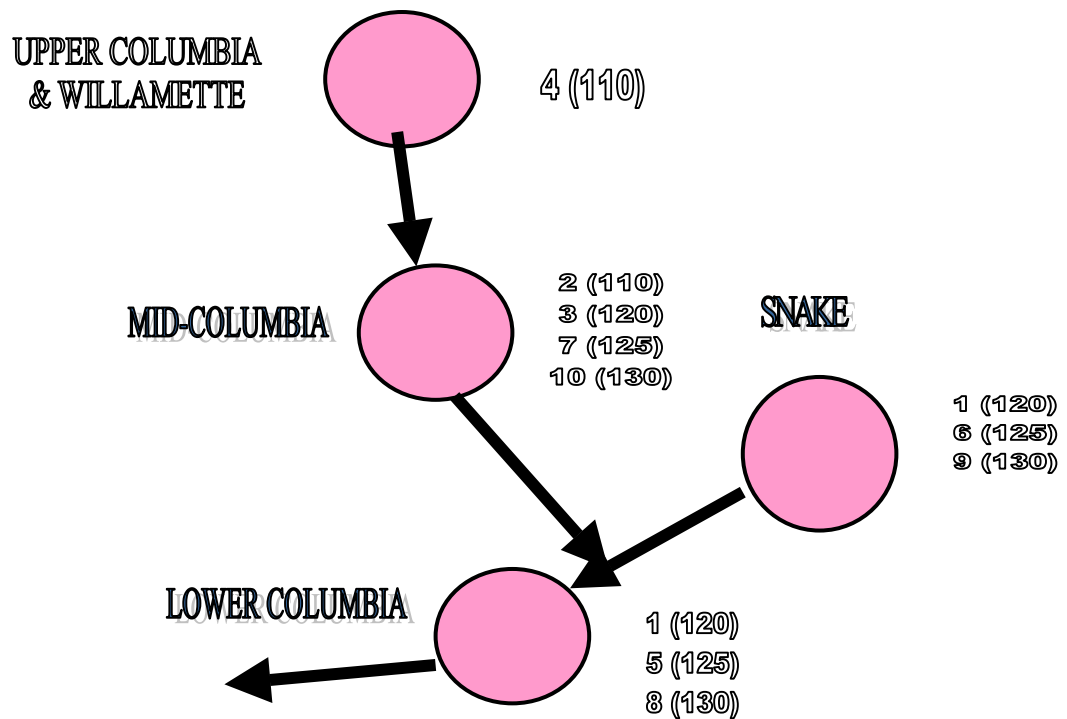 UPPER COLUMBIA
& WILLAMETTE
4 (110)
MID-COLUMBIA
2 (110)
3 (120)
7 (125)
10 (130)
SNAKE
1 (120)
6 (125)
9 (130)
LOWER COLUMBIA
1 (120)
5 (125)
8 (130)